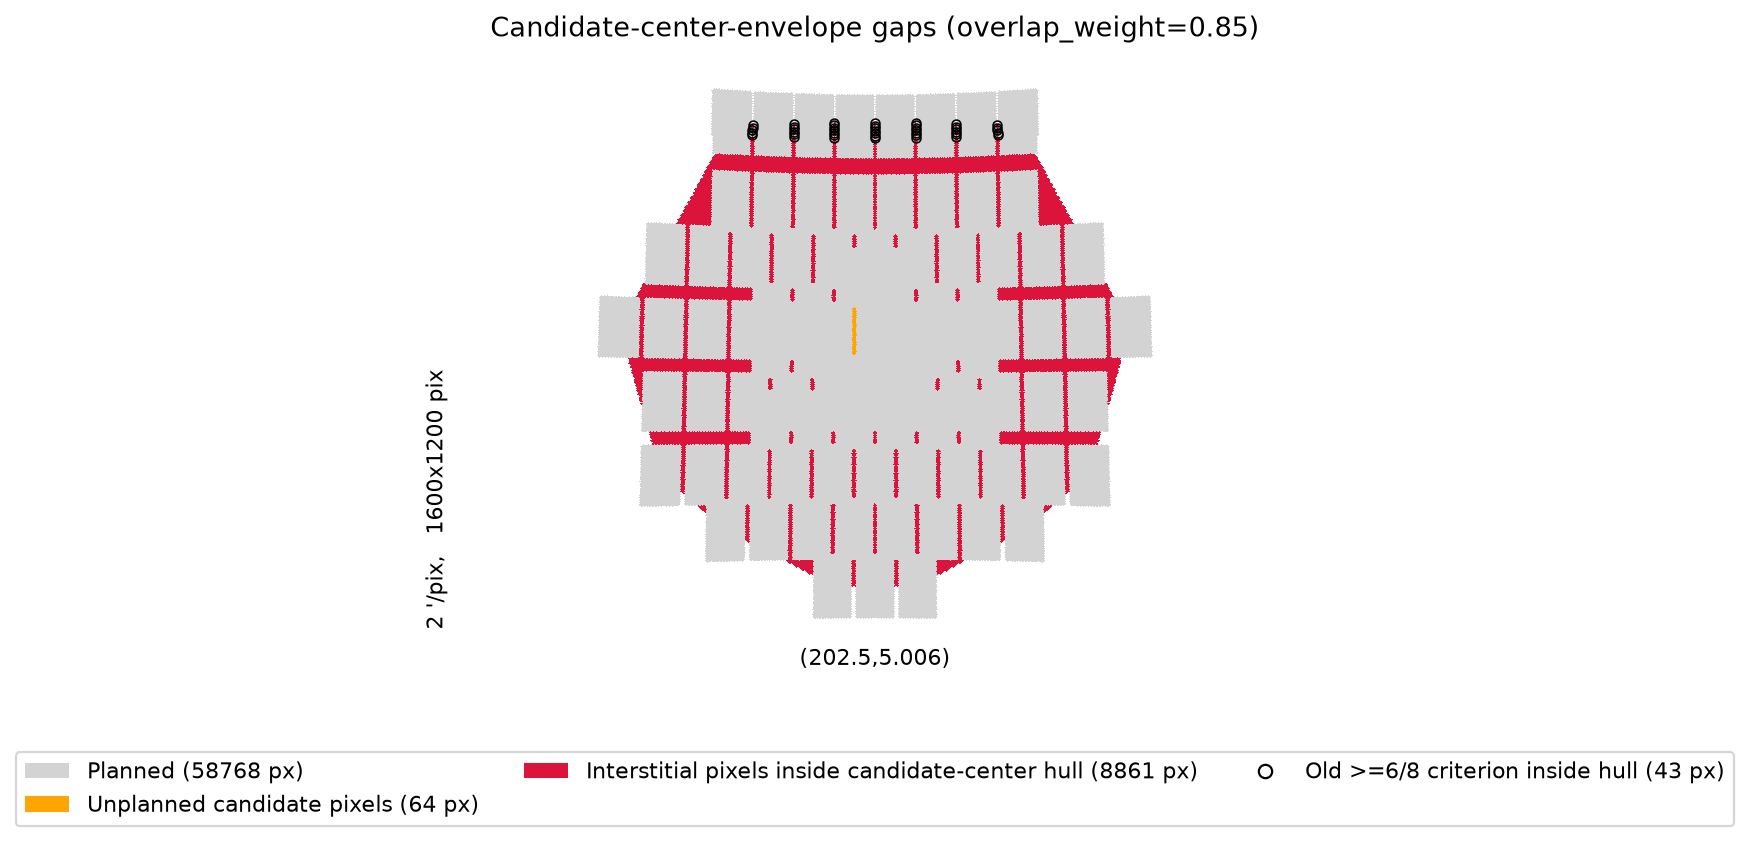 Candidate-center-envelope gaps (overlap_weight=0.85)
2 '/pix,   1600x1200 pix
(202.5,5.006)
Planned (58768 px)
Unplanned candidate pixels (64 px)
Interstitial pixels inside candidate-center hull (8861 px)
Old >=6/8 criterion inside hull (43 px)